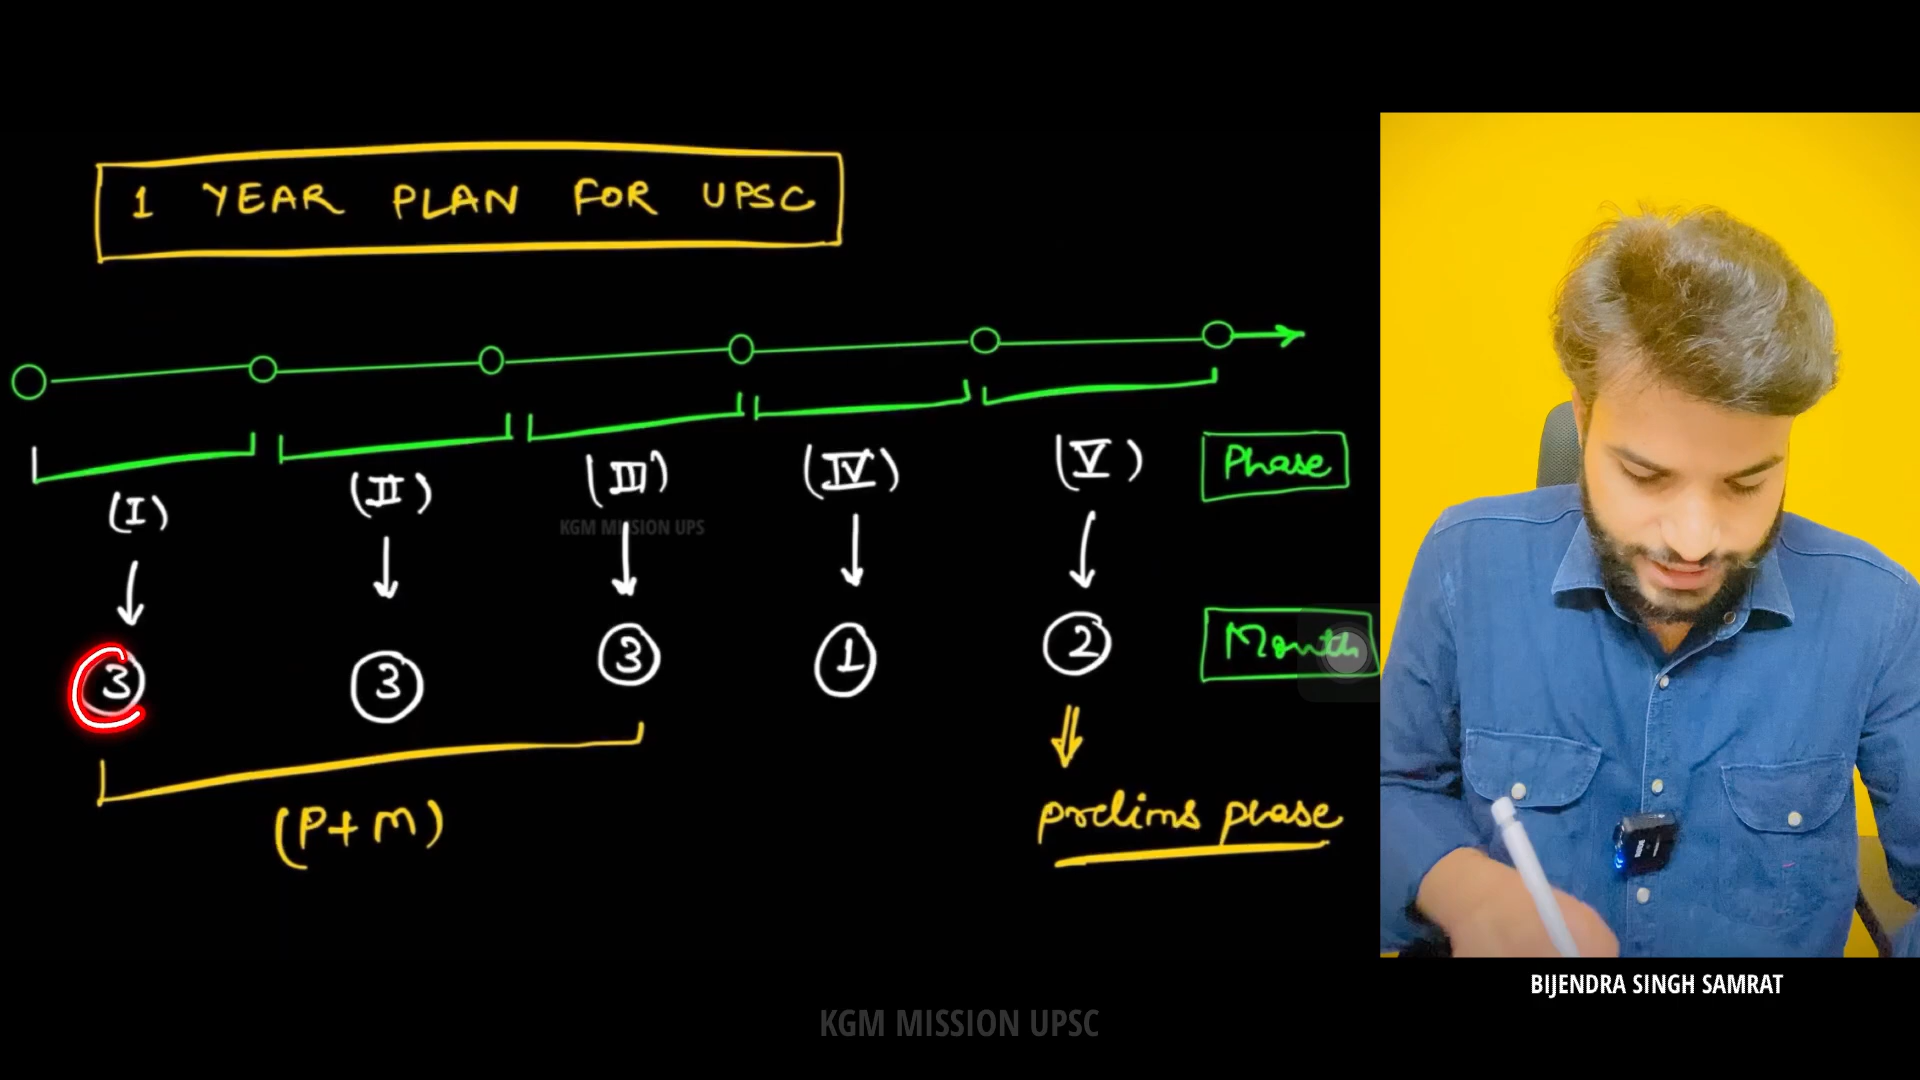 1 YEAR PLAN FOR UPSC
(I) (II) (III) (IV) (V) Phase
KGM MISSION UPS
3 3 3 1 2 Month
(P+M)
prelims phase
BIJENDRA SINGH SAMRAT
KGM MISSION UPSC